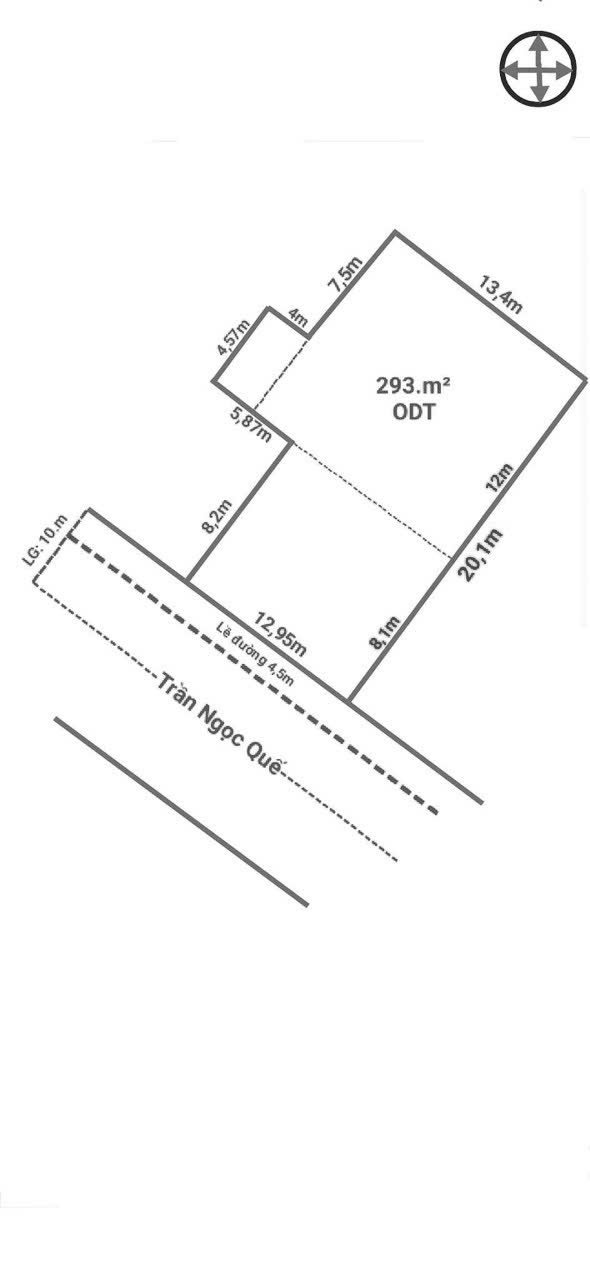 7,5m
13,4m
4m
4,57m
293.m²
ODT
5,87m
12m
8,2m
20,1m
LG: 10.m
12,95m
8,1m
Lề đường 4,5m
Trần Ngọc Quế